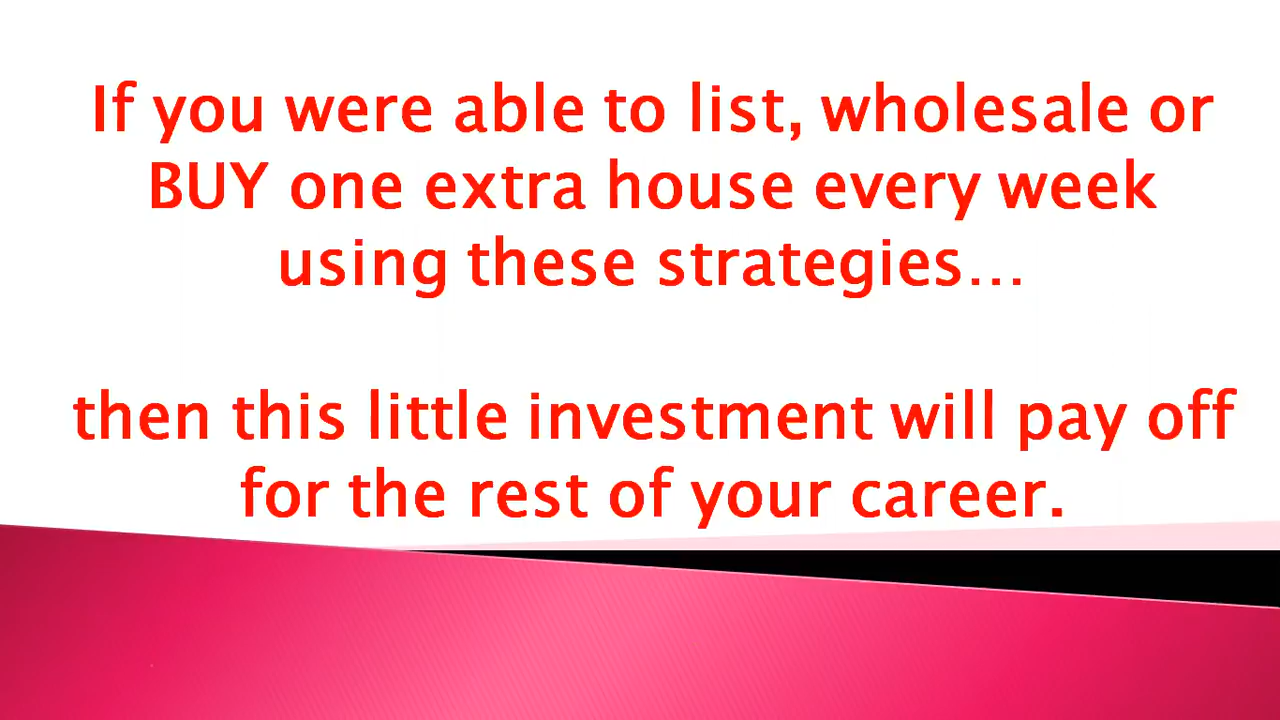 If you were able to list, wholesale or
BUY one extra house every week
using these strategies...
then this little investment will pay off
for the rest of your career.